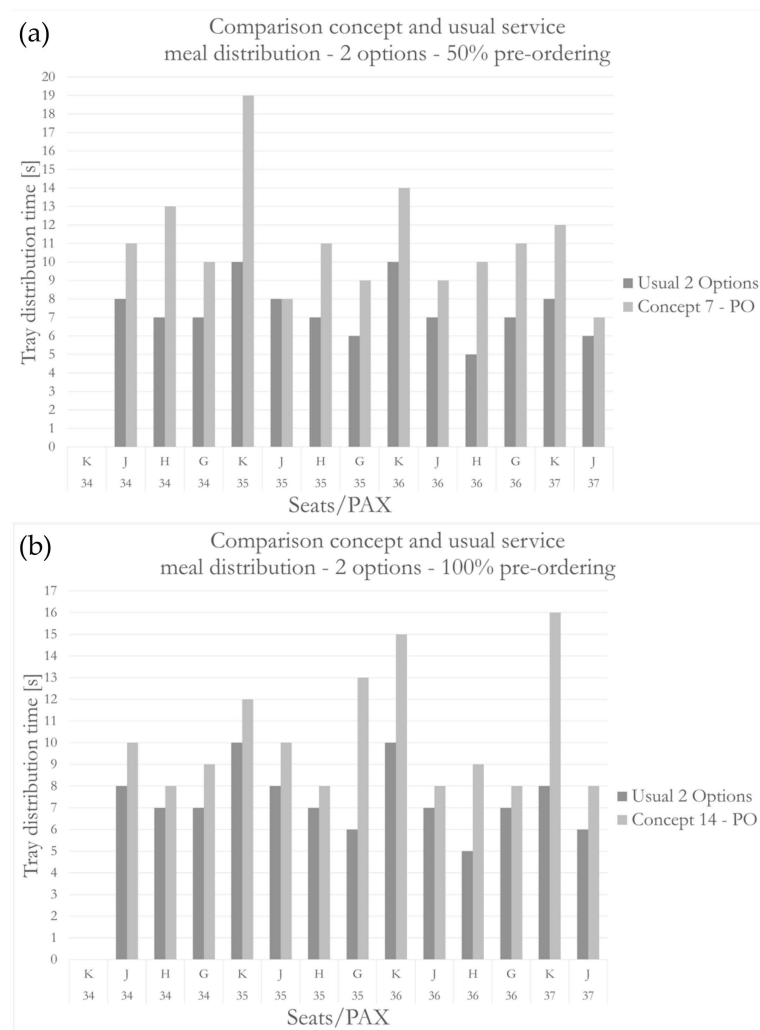 (a)
Comparison concept and usual service
meal distribution - 2 options - 50% pre-ordering
Tray distribution time [s]
20
19
18
17
16
15
14
13
12
11
10
9
8
7
6
5
4
3
2
1
0
K J H G K J H G K J H G K J
34 34 34 34 35 35 35 35 36 36 36 36 37 37
Seats/PAX
Usual 2 Options
Concept 7 - PO
(b)
Comparison concept and usual service
meal distribution - 2 options - 100% pre-ordering
Tray distribution time [s]
17
16
15
14
13
12
11
10
9
8
7
6
5
4
3
2
1
0
K J H G K J H G K J H G K J
34 34 34 34 35 35 35 35 36 36 36 36 37 37
Seats/PAX
Usual 2 Options
Concept 14 - PO